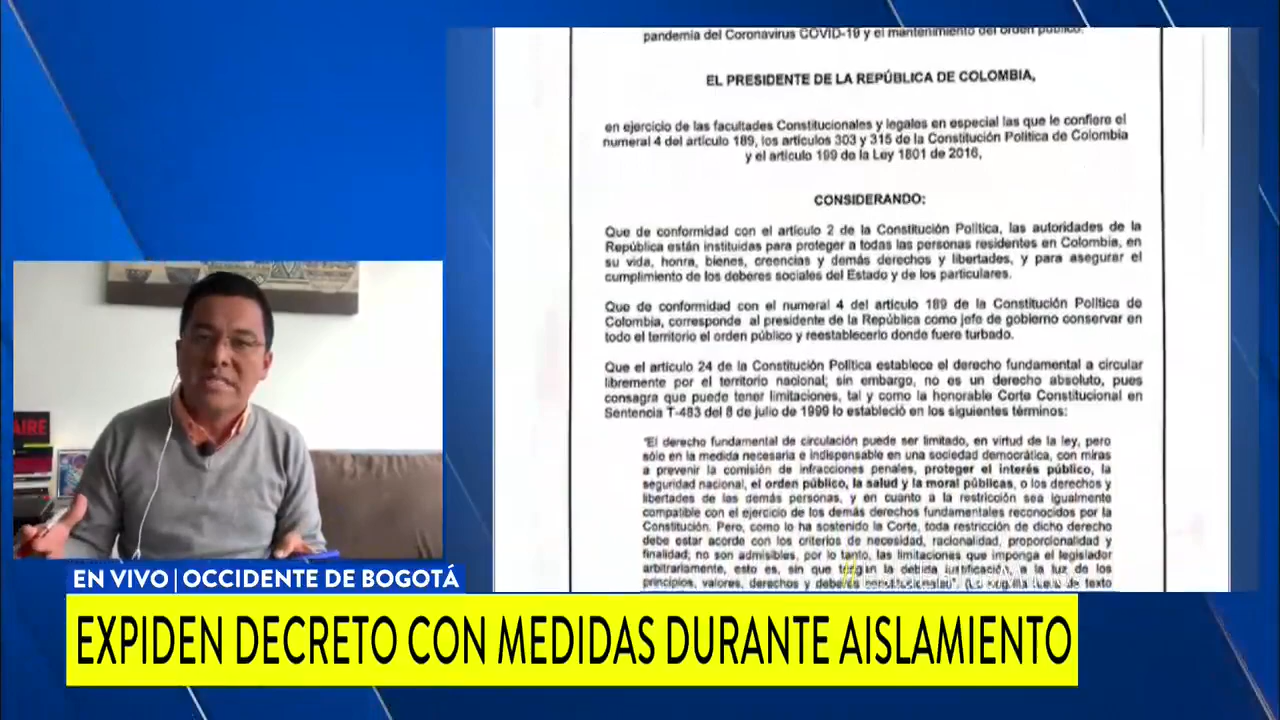 pandemia del Coronavirus COVID-19 y el mantenimiento del orden público.
EL PRESIDENTE DE LA REPÚBLICA DE COLOMBIA,
en ejercicio de las facultades Constitucionales y legales en especial las que le confiere el
numeral 4 del artículo 189, los artículos 303 y 315 de la Constitución Política de Colombia
y el artículo 199 de la Ley 1801 de 2016,
CONSIDERANDO:
Que de conformidad con el artículo 2 de la Constitución Política, las autoridades de la
República están instituidas para proteger a todas las personas residentes en Colombia, en
su vida, honra, bienes, creencias y demás derechos y libertades, y para asegurar el
cumplimiento de los deberes sociales del Estado y de los particulares.
Que de conformidad con el numeral 4 del artículo 189 de la Constitución Política de
Colombia, corresponde al presidente de la República como jefe de gobierno conservar en
todo el territorio el orden público y reestablecerlo donde fuere turbado.
Que el artículo 24 de la Constitución Política establece el derecho fundamental a circular
libremente por el territorio nacional; sin embargo, no es un derecho absoluto, pues
consagra que puede tener limitaciones, tal y como la honorable Corte Constitucional en
Sentencia T-483 del 8 de julio de 1999 lo estableció en los siguientes términos:
"El derecho fundamental de circulación puede ser limitado, en virtud de la ley, pero
sólo en la medida necesaria e indispensable en una sociedad democrática, con miras
a prevenir la comisión de infracciones penales, proteger el interés público, la
seguridad nacional, el orden público, la salud y la moral públicas, o los derechos y
libertades de las demás personas, y en cuanto a la restricción sea igualmente
compatible con el ejercicio de los demás derechos fundamentales reconocidos por la
Constitución. Pero, como lo ha sostenido la Corte, toda restricción de dicho derecho
debe estar acorde con los criterios de necesidad, racionalidad, proporcionalidad y
finalidad; no son admisibles, por lo tanto, las limitaciones que imponga el legislador
arbitrariamente, esto es, sin que tengan la debida justificación, a la luz de los
principios, valores, derechos y deberes constitucionales". de texto
AIRE
EN VIVO | OCCIDENTE DE BOGOTÁ
EXPIDEN DECRETO CON MEDIDAS DURANTE AISLAMIENTO